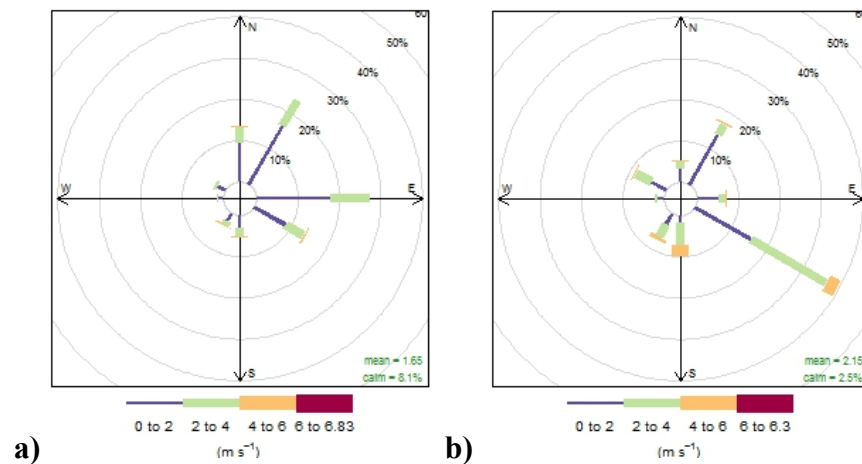 N
50%
40%
30%
20%
10%
W
E
S
mean = 1.65
calm = 8.1%
0 to 2 2 to 4 4 to 6 6 to 6.83
(m s⁻¹)
a)
N
50%
40%
30%
20%
10%
W
E
S
mean = 2.15
calm = 2.5%
0 to 2 2 to 4 4 to 6 6 to 6.3
(m s⁻¹)
b)